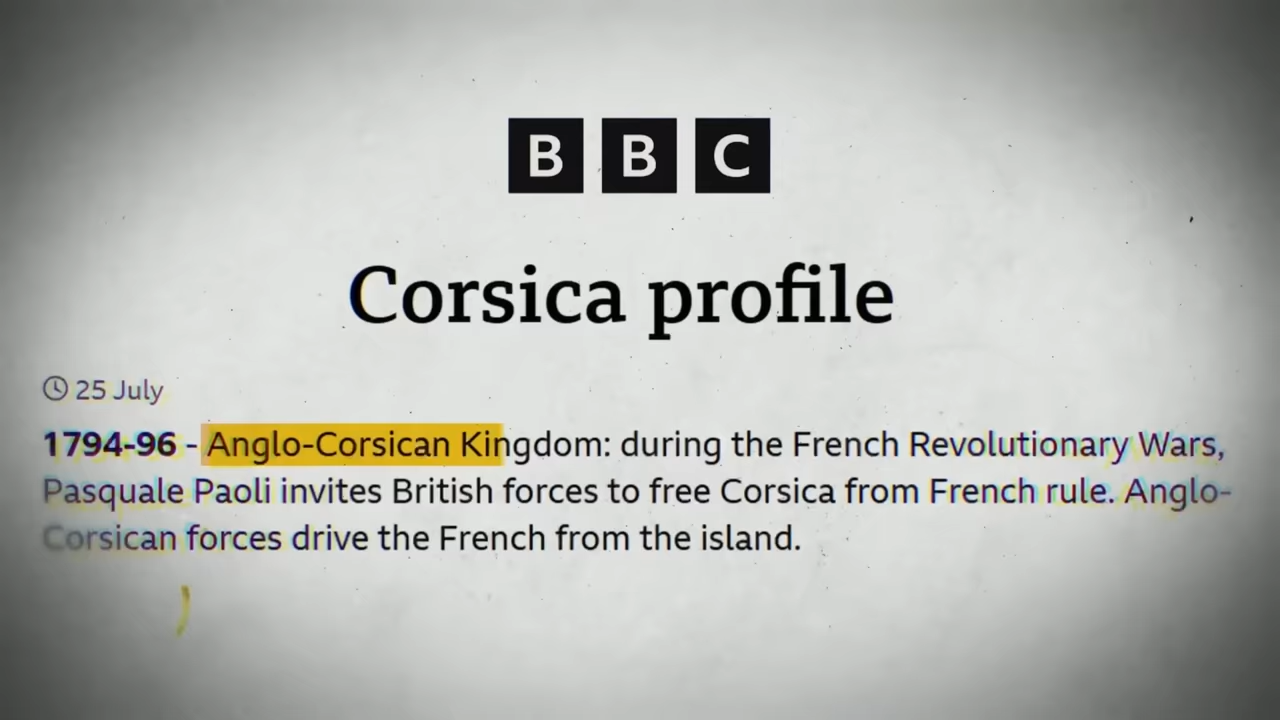 BBC
Corsica profile
25 July
1794-96 - Anglo-Corsican Kingdom: during the French Revolutionary Wars,
Pasquale Paoli invites British forces to free Corsica from French rule. Anglo-
Corsican forces drive the French from the island.